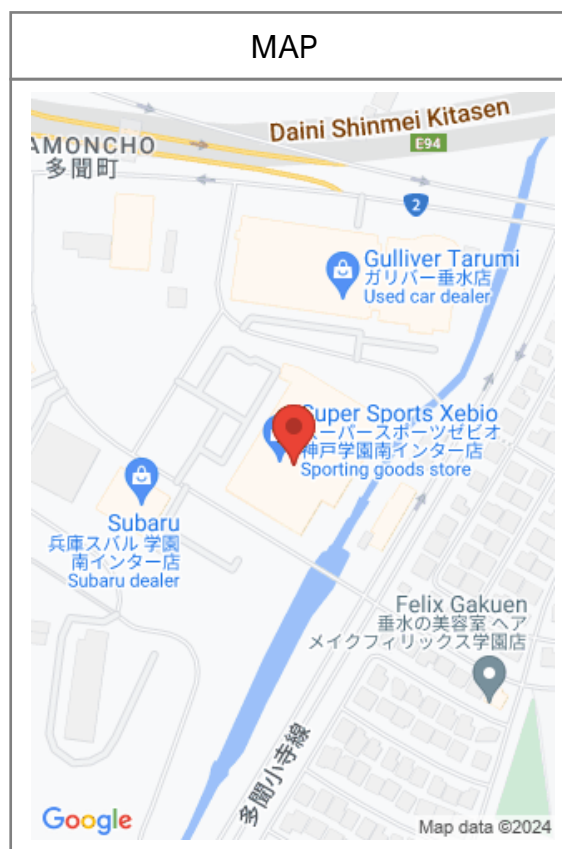 MAP
Daini Shinmei Kitasen
E94
AMONCHO
多聞町
2
Gulliver Tarumi
ガリバー垂水店
Used car dealer
Super Sports Xebio
スーパースポーツゼビオ
神戸学園南インター店
Sporting goods store
Subaru
兵庫スバル 学園
南インター店
Subaru dealer
Felix Gakuen
垂水の美容室 ヘア
メイクフィリックス学園店
多聞小寺線
Google
Map data ©2024